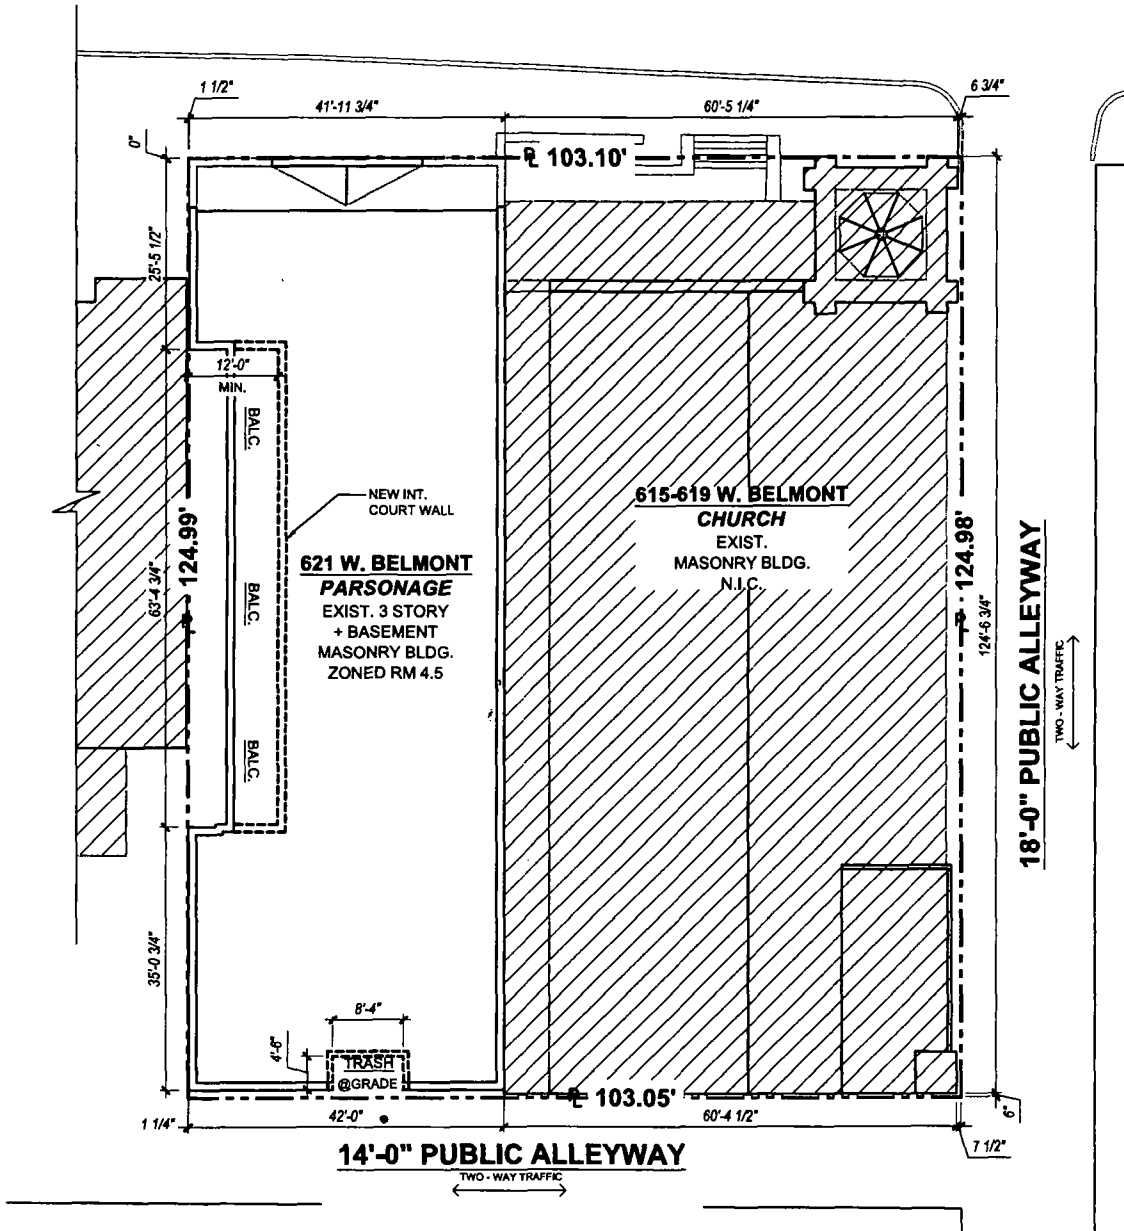 1 1/2"
41'-11 3/4"
60'-5 1/4"
6 3/4"
0"
PL 103.10'
25'-5 1/2"
12'-0"
MIN.
BALC.
NEW INT.
COURT WALL
124.99'
PL
63'-4 3/4"
BALC.
621 W. BELMONT
PARSONAGE
EXIST. 3 STORY
+ BASEMENT
MASONRY BLDG.
ZONED RM 4.5
615-619 W. BELMONT
CHURCH
EXIST.
MASONRY BLDG.
N.I.C.
124.98'
PL
124'-6 3/4"
18'-0" PUBLIC ALLEYWAY
TWO - WAY TRAFFIC
BALC.
35'-0 3/4"
8'-4"
4'-6"
TRASH
@GRADE
PL 103.05'
1 1/4"
42'-0"
60'-4 1/2"
6"
7 1/2"
14'-0" PUBLIC ALLEYWAY
TWO - WAY TRAFFIC